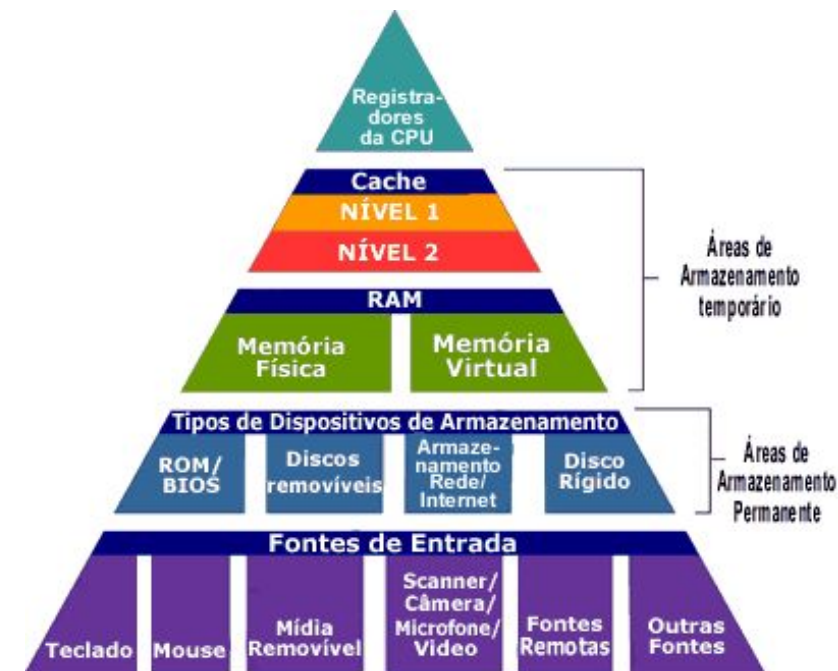 Registra-
dores
da CPU
Cache
NÍVEL 1
NÍVEL 2
RAM
Memória
Física
Memória
Virtual
Áreas de
Armazenamento
temporário
Tipos de Dispositivos de Armazenamento
ROM/
BIOS
Discos
removíveis
Armaze-
namento
Rede/
Internet
Disco
Rígido
Áreas de
Armazenamento
Permanente
Fontes de Entrada
Teclado
Mouse
Mídia
Removível
Scanner/
Câmera/
Microfone/
Video
Fontes
Remotas
Outras
Fontes